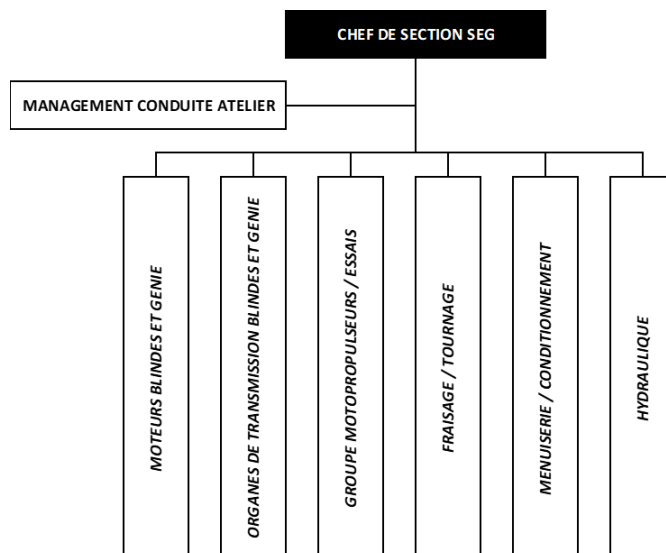 CHEF DE SECTION SEG
MANAGEMENT CONDUITE ATELIER
MOTEURS BLINDES ET GENIE
ORGANES DE TRANSMISSION BLINDES ET GENIE
GROUPE MOTOPROPULSEURS / ESSAIS
FRAISAGE / TOURNAGE
MENUISERIE / CONDITIONNEMENT
HYDRAULIQUE